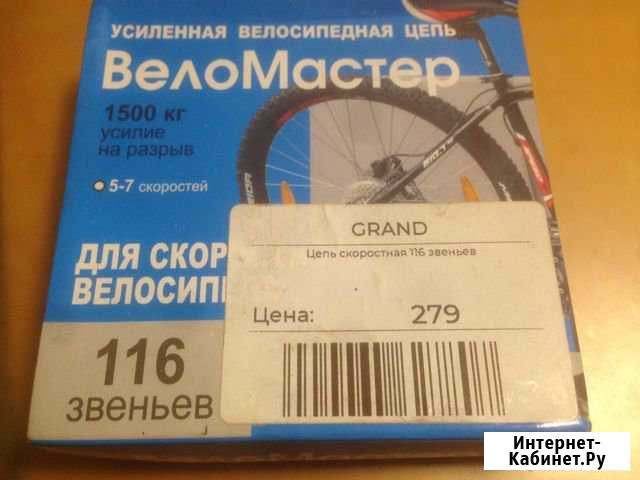 УСИЛЕННАЯ ВЕЛОСИПЕДНАЯ ЦЕПЬ
ВелоМастер
1500 кг
усилие
на разрыв
5-7 скоростей
ДЛЯ СКОР
ВЕЛОСИП
116
звеньев
GRAND
Цепь скоростная 116 звеньев
Цена: 279
Интернет-
Кабинет.Ру